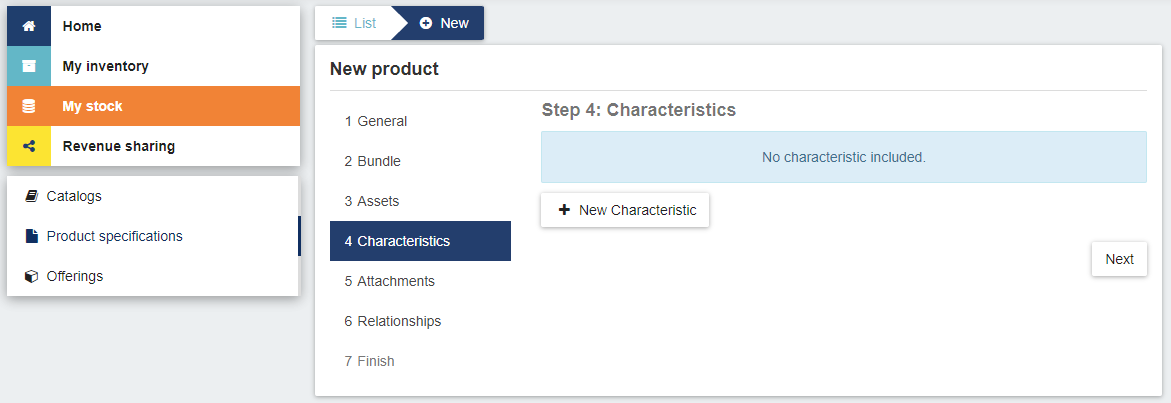 Home
My inventory
My stock
Revenue sharing
Catalogs
Product specifications
Offerings
List
New
New product
1 General
2 Bundle
3 Assets
4 Characteristics
5 Attachments
6 Relationships
7 Finish
Step 4: Characteristics
No characteristic included.
New Characteristic
Next